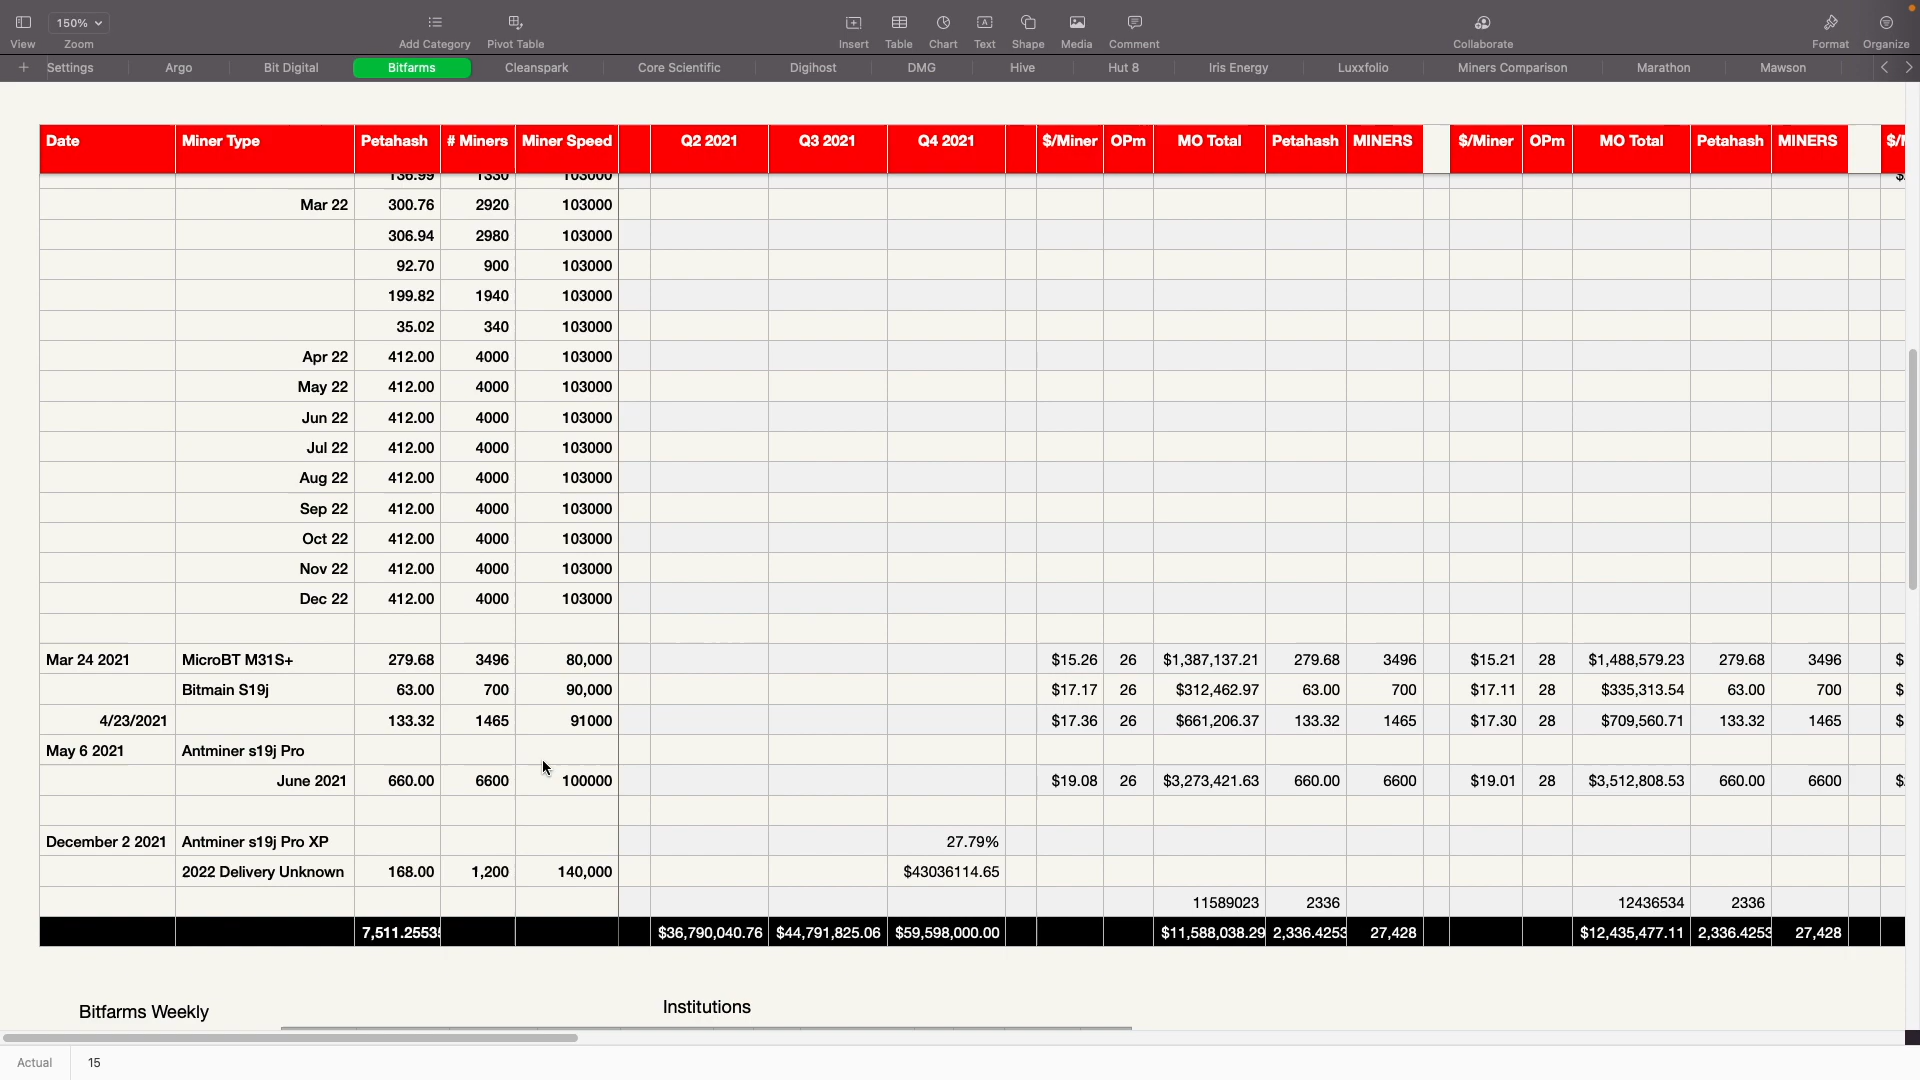 150%
View Zoom Add Category Pivot Table Insert Table Chart Text Shape Media Comment Collaborate Format Organize
+ Settings Argo Bit Digital Bitfarms Cleanspark Core Scientific Digihost DMG Hive Hut 8 Iris Energy Luxxfolio Miners Comparison Marathon Mawson
Date Miner Type Petahash # Miners Miner Speed Q2 2021 Q3 2021 Q4 2021 $/Miner OPm MO Total Petahash MINERS $/Miner OPm MO Total Petahash MINERS
136.99 1330 103000
Mar 22 300.76 2920 103000
306.94 2980 103000
92.70 900 103000
199.82 1940 103000
35.02 340 103000
Apr 22 412.00 4000 103000
May 22 412.00 4000 103000
Jun 22 412.00 4000 103000
Jul 22 412.00 4000 103000
Aug 22 412.00 4000 103000
Sep 22 412.00 4000 103000
Oct 22 412.00 4000 103000
Nov 22 412.00 4000 103000
Dec 22 412.00 4000 103000
Mar 24 2021 MicroBT M31S+ 279.68 3496 80,000 $15.26 26 $1,387,137.21 279.68 3496 $15.21 28 $1,488,579.23 279.68 3496 $
Bitmain S19j 63.00 700 90,000 $17.17 26 $312,462.97 63.00 700 $17.11 28 $335,313.54 63.00 700 $
4/23/2021 133.32 1465 91000 $17.36 26 $661,206.37 133.32 1465 $17.30 28 $709,560.71 133.32 1465 $
May 6 2021 Antminer s19j Pro
June 2021 660.00 6600 100000 $19.08 26 $3,273,421.63 660.00 6600 $19.01 28 $3,512,808.53 660.00 6600 $
December 2 2021 Antminer s19j Pro XP 27.79%
2022 Delivery Unknown 168.00 1,200 140,000 $43036114.65
11589023 2336 12436534 2336
7,511.2553 $36,790,040.76 $44,791,825.06 $59,598,000.00 $11,588,038.29 2,336.4253 27,428 $12,435,477.11 2,336.4253 27,428
Bitfarms Weekly Institutions
Actual 15